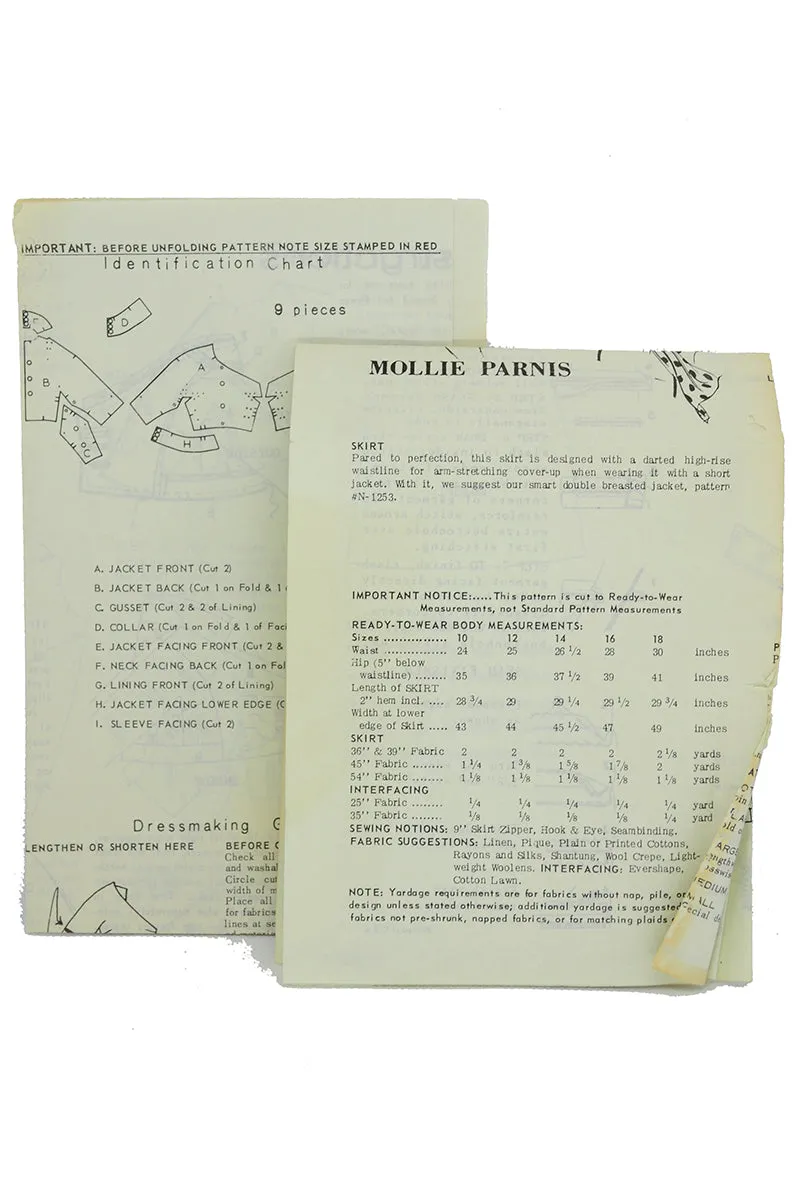 IMPORTANT: BEFORE UNFOLDING PATTERN NOTE SIZE STAMPED IN RED
Identification Chart
9 pieces
F
D
B
A
C
H
A. JACKET FRONT (Cut 2)
B. JACKET BACK (Cut 1 on Fold & 1
C. GUSSET (Cut 2 & 2 of Lining)
D. COLLAR (Cut 1 on Fold & 1 of
E. JACKET FACING FRONT (Cut 2 &
F. NECK FACING BACK (Cut 1 on
G. LINING FRONT (Cut 2 of Lining)
H. JACKET FACING LOWER EDGE
I. SLEEVE FACING (Cut 2)
Dressmaking
LENGTHEN OR SHORTEN HERE
BEFORE
Check all
and
Circle
width of
Place all
for fabrics
lines at
MOLLIE PARNIS
SKIRT
Pared to perfection, this skirt is designed with a darted high-rise
waistline for arm-stretching cover-up when wearing it with a short
jacket. With it, we suggest our smart double breasted jacket, pattern
#N-1253.
IMPORTANT NOTICE:.....This pattern is cut to Ready-to-Wear
Measurements, not Standard Pattern Measurements
READY-TO-WEAR BODY MEASUREMENTS:
Sizes ................ 10 12 14 16 18
Waist ................ 24 25 26 1/2 28 30 inches
Hip (5" below
waistline) ........ 35 36 37 1/2 39 41 inches
Length of SKIRT
2" hem incl. .... 28 3/4 29 29 1/4 29 1/2 29 3/4 inches
Width at lower
edge of Skirt ..... 43 44 45 1/2 47 49 inches
SKIRT
36" & 39" Fabric 2 2 2 2 2 1/8 yards
45" Fabric ........ 1 1/4 1 3/8 1 5/8 1 7/8 2 yards
54" Fabric ........ 1 1/8 1 1/8 1 1/8 1 1/8 1 1/8 yards
INTERFACING
25" Fabric ........ 1/4 1/4 1/4 1/4 1/4 yard
35" Fabric ........ 1/8 1/8 1/8 1/8 1/4 yard
SEWING NOTIONS: 9" Skirt Zipper, Hook & Eye, Seambinding.
FABRIC SUGGESTIONS: Linen, Pique, Plain or Printed Cottons,
Rayons and Silks, Shantung, Wool Crepe, Light-
weight Woolens. INTERFACING: Evershape,
Cotton Lawn.
NOTE: Yardage requirements are for fabrics without nap, pile, or
design unless stated otherwise; additional yardage is suggested
fabrics not pre-shrunk, napped fabrics, or for matching plaids